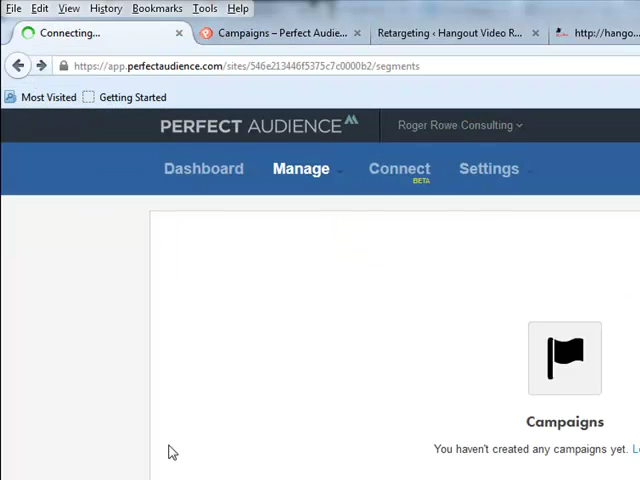 File Edit View History Bookmarks Tools Help
Connecting... Campaigns – Perfect Audie... Retargeting ‹ Hangout Video R... http://hango...
https://app.perfectaudience.com/sites/546e213446f5375c7c0000b2/segments
Most Visited Getting Started
PERFECT AUDIENCE Roger Rowe Consulting
Dashboard Manage Connect Settings
BETA
Campaigns
You haven't created any campaigns yet. L